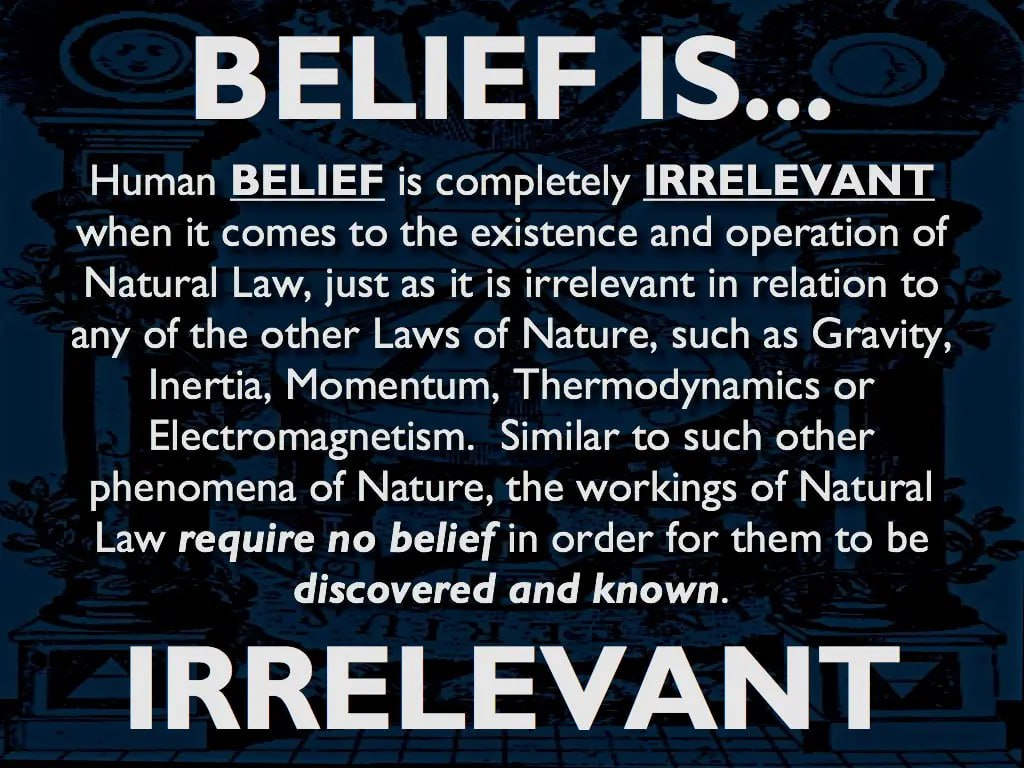 BELIEF IS...
Human BELIEF is completely IRRELEVANT
when it comes to the existence and operation of
Natural Law, just as it is irrelevant in relation to
any of the other Laws of Nature, such as Gravity,
Inertia, Momentum, Thermodynamics or
Electromagnetism.  Similar to such other
phenomena of Nature, the workings of Natural
Law require no belief in order for them to be
discovered and known.
IRRELEVANT